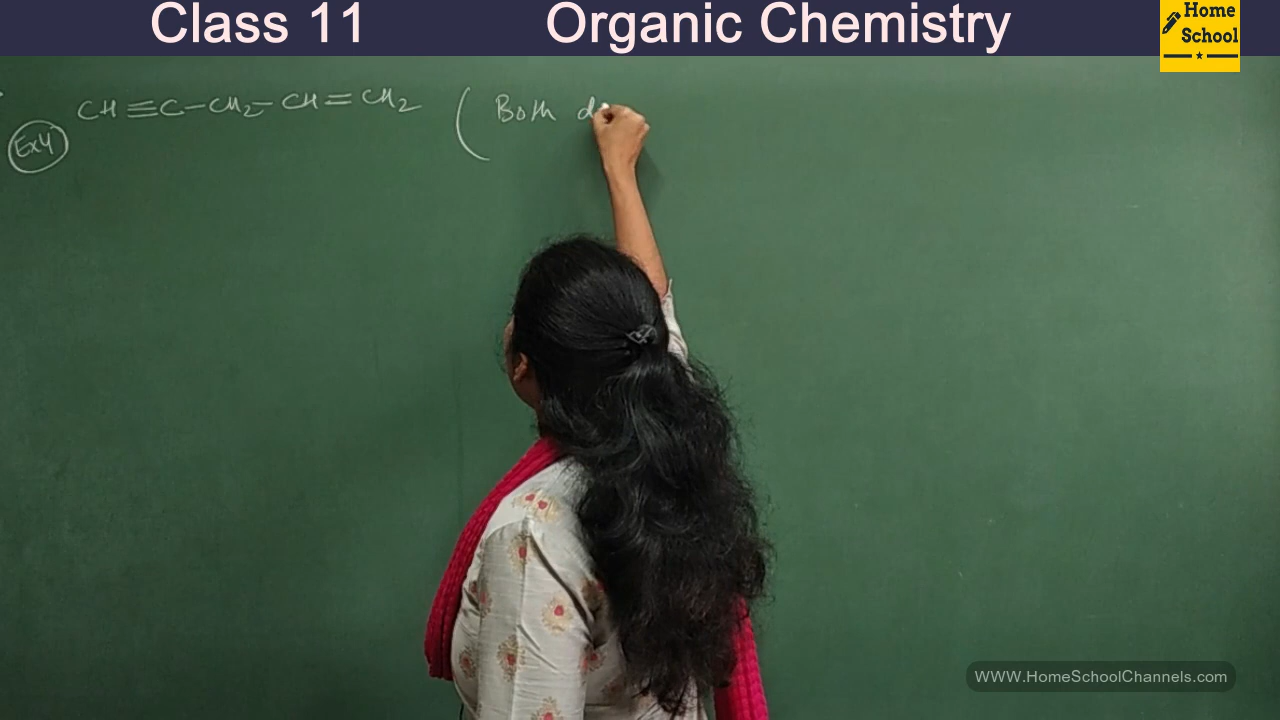 Class 11 Organic Chemistry
Home
School
CH≡C-CH2-CH=CH2 ( Both
Ex4
WWW.HomeSchoolChannels.com